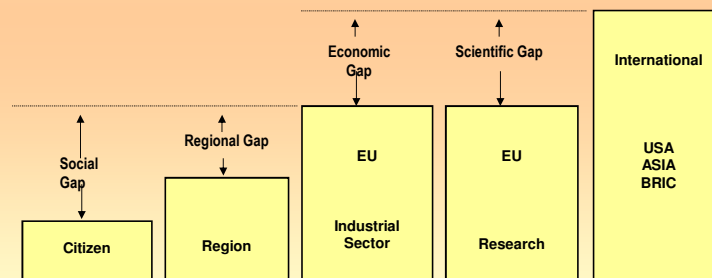 Economic
Gap
Scientific Gap
International
Social
Gap
Regional Gap
EU
EU
USA
ASIA
BRIC
Citizen
Region
Industrial
Sector
Research